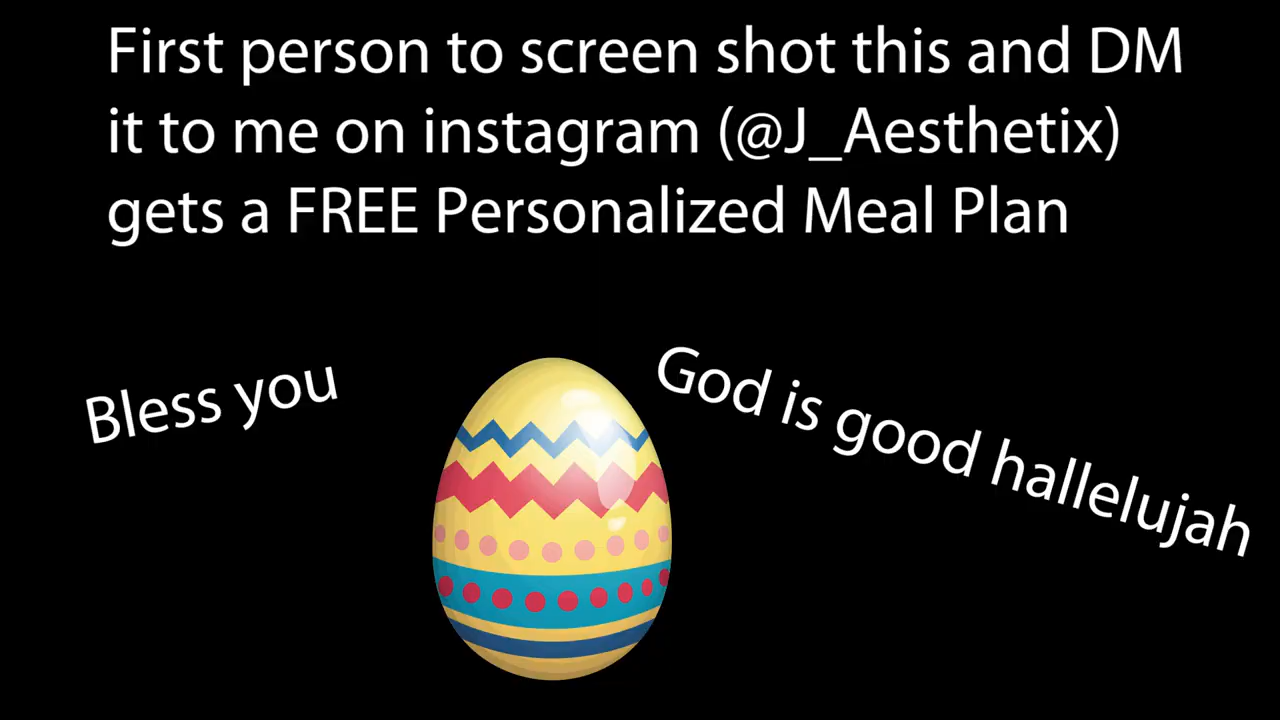 First person to screen shot this and DM
it to me on instagram (@J_Aesthetix)
gets a FREE Personalized Meal Plan
Bless you
God is good hallelujah